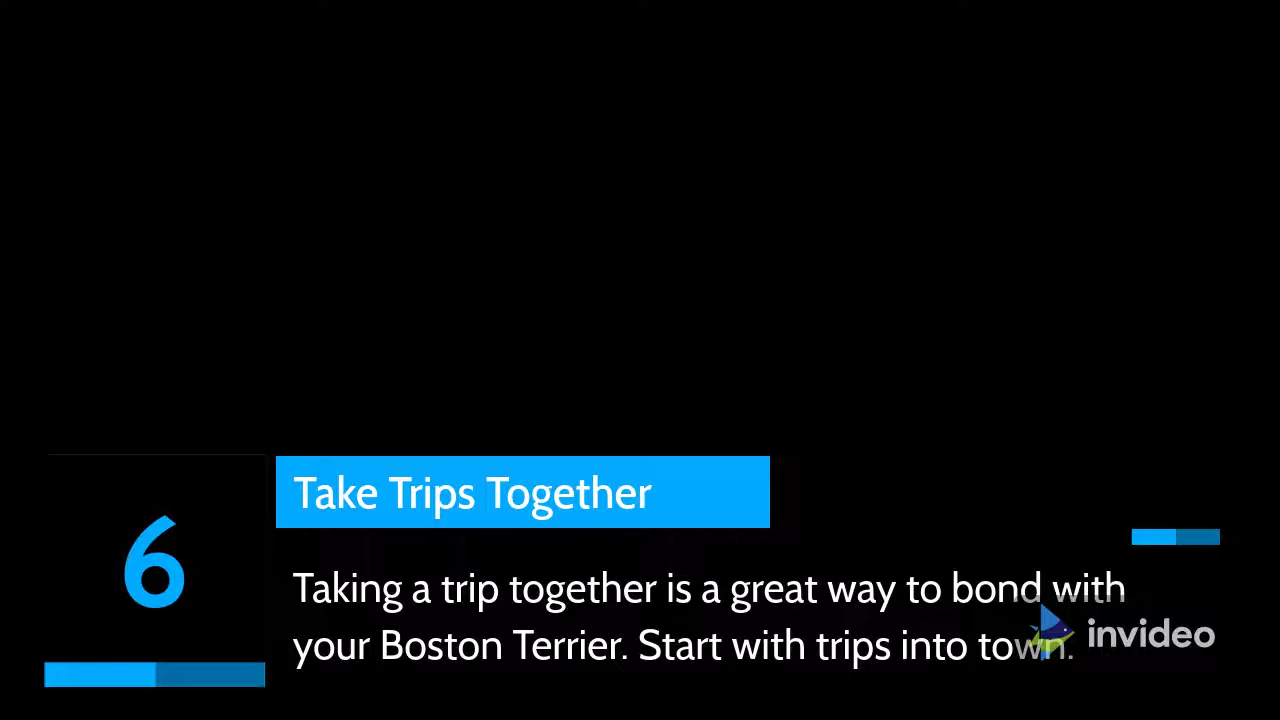 6
Take Trips Together
Taking a trip together is a great way to bond with
your Boston Terrier. Start with trips into town.
invideo